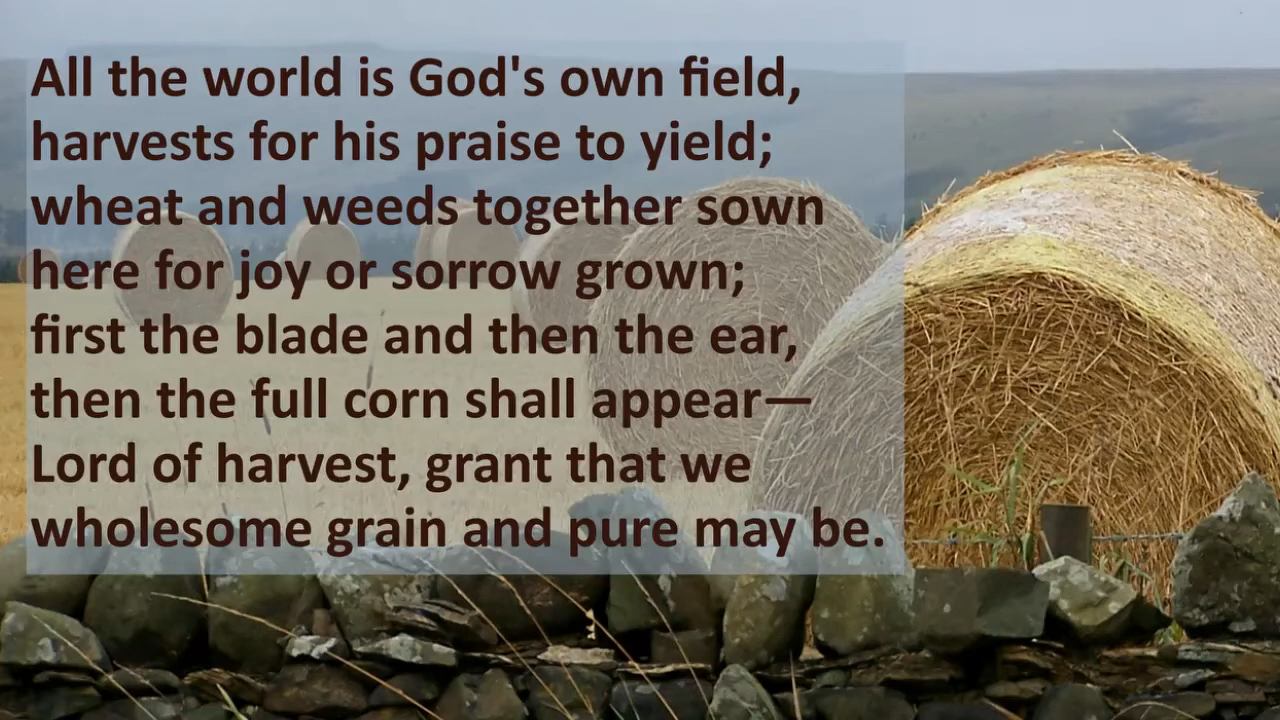 All the world is God's own field,
harvests for his praise to yield;
wheat and weeds together sown
here for joy or sorrow grown;
first the blade and then the ear,
then the full corn shall appear—
Lord of harvest, grant that we
wholesome grain and pure may be.